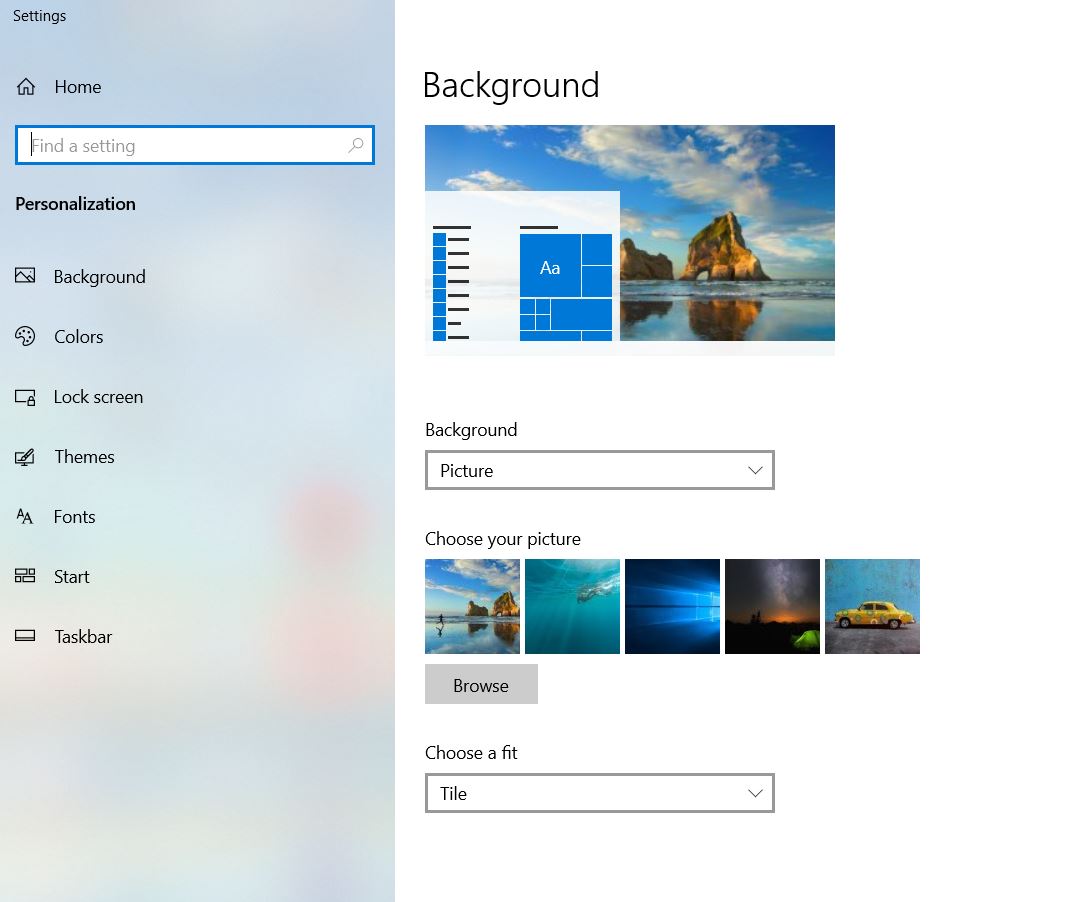 Settings
Home
Find a setting
Personalization
Background
Colors
Lock screen
Themes
Fonts
Start
Taskbar
Background
Aa
Background
Picture
Choose your picture
Browse
Choose a fit
Tile